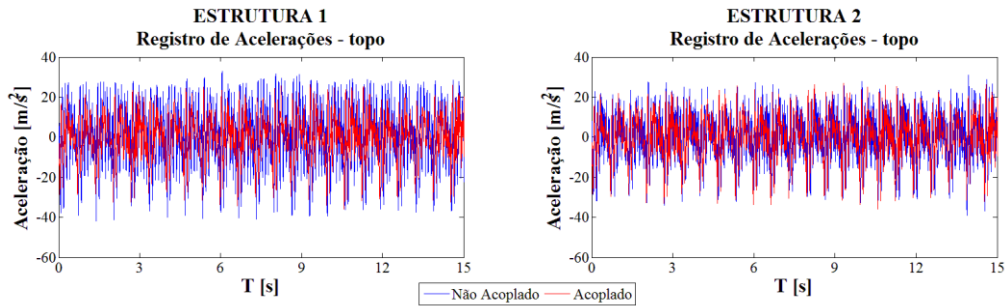 ESTRUTURA 1
Registro de Acelerações - topo
Aceleração [m/s²]
40
20
0
-20
-40
-60
0 3 6 9 12 15
T [s]
ESTRUTURA 2
Registro de Acelerações - topo
Aceleração [m/s²]
40
20
0
-20
-40
-60
0 3 6 9 12 15
T [s]
Não Acoplado Acoplado